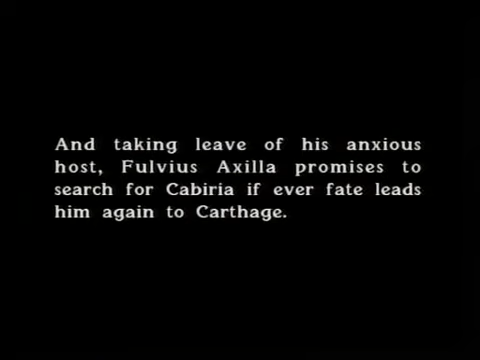 And taking leave of his anxious
host, Fulvius Axilla promises to
search for Cabiria if ever fate leads
him again to Carthage.